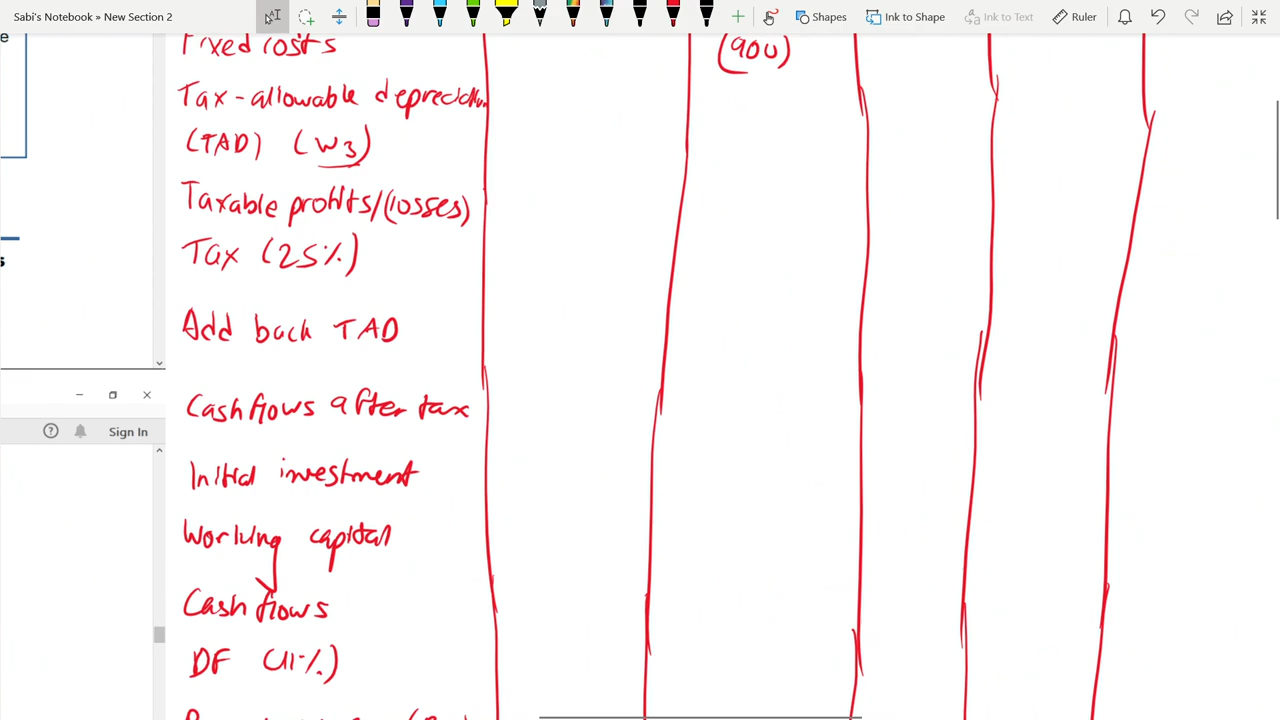 Sabi's Notebook » New Section 2
Shapes
Ink to Shape
Ink to Text
Ruler
e
s
Sign In
Fixed costs
(900)
Tax-allowable
(TAD) (W3)
Taxable profits/(losses)
Tax (25%)
Add back TAD
Cashflows after tax
Initial investment
Working capital
Cash flows
DF (11%)